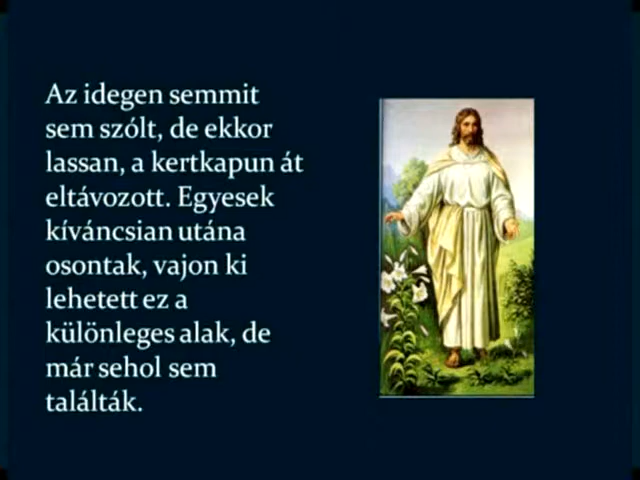 Az idegen semmit
sem szólt, de ekkor
lassan, a kertkapun át
eltávozott. Egyesek
kíváncsian utána
osontak, vajon ki
lehetett ez a
különleges alak, de
már sehol sem
találták.